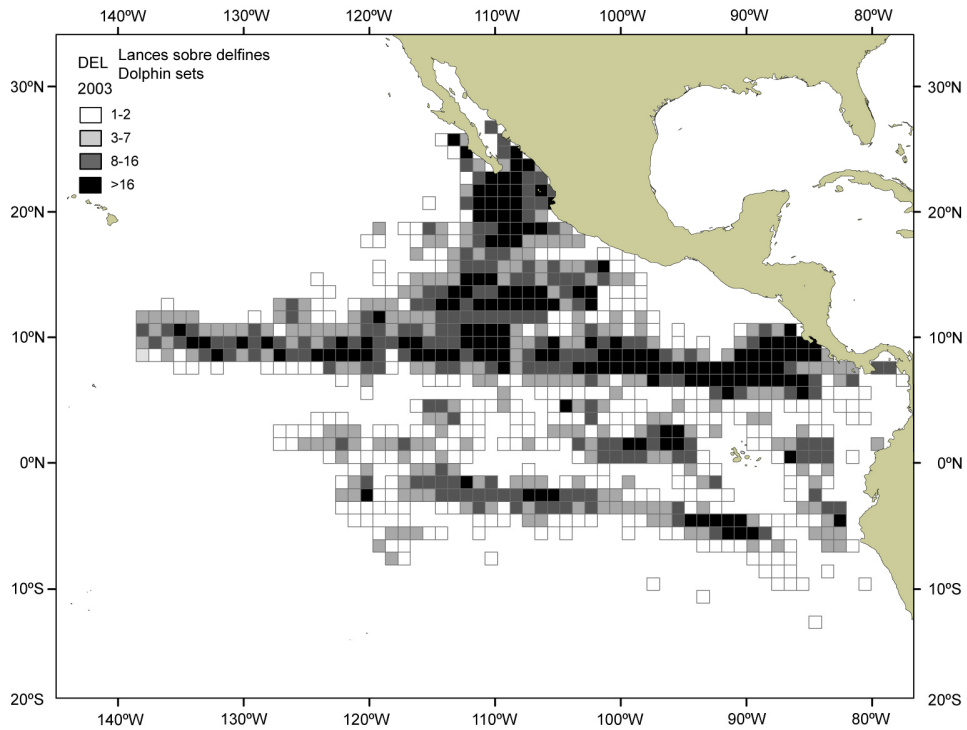 140ºW 130ºW 120ºW 110ºW 100ºW 90ºW 80ºW
DEL Lances sobre delfines
Dolphin sets
2003
1-2
3-7
8-16
>16
30ºN 30ºN
20ºN 20ºN
10ºN 10ºN
0ºN 0ºN
10ºS 10ºS
20ºS 20ºS
140ºW 130ºW 120ºW 110ºW 100ºW 90ºW 80ºW